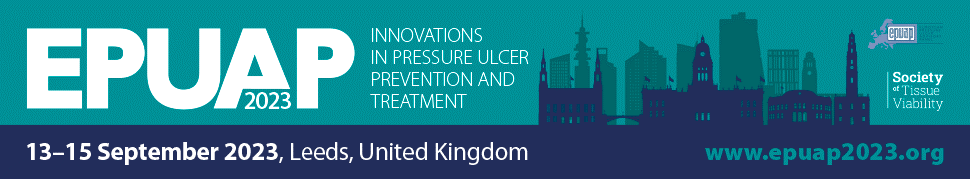 EPUAP
2023
INNOVATIONS
IN PRESSURE ULCER
PREVENTION AND
TREATMENT
epuap
Society
of Tissue
Viability
13–15 September 2023, Leeds, United Kingdom
www.epuap2023.org